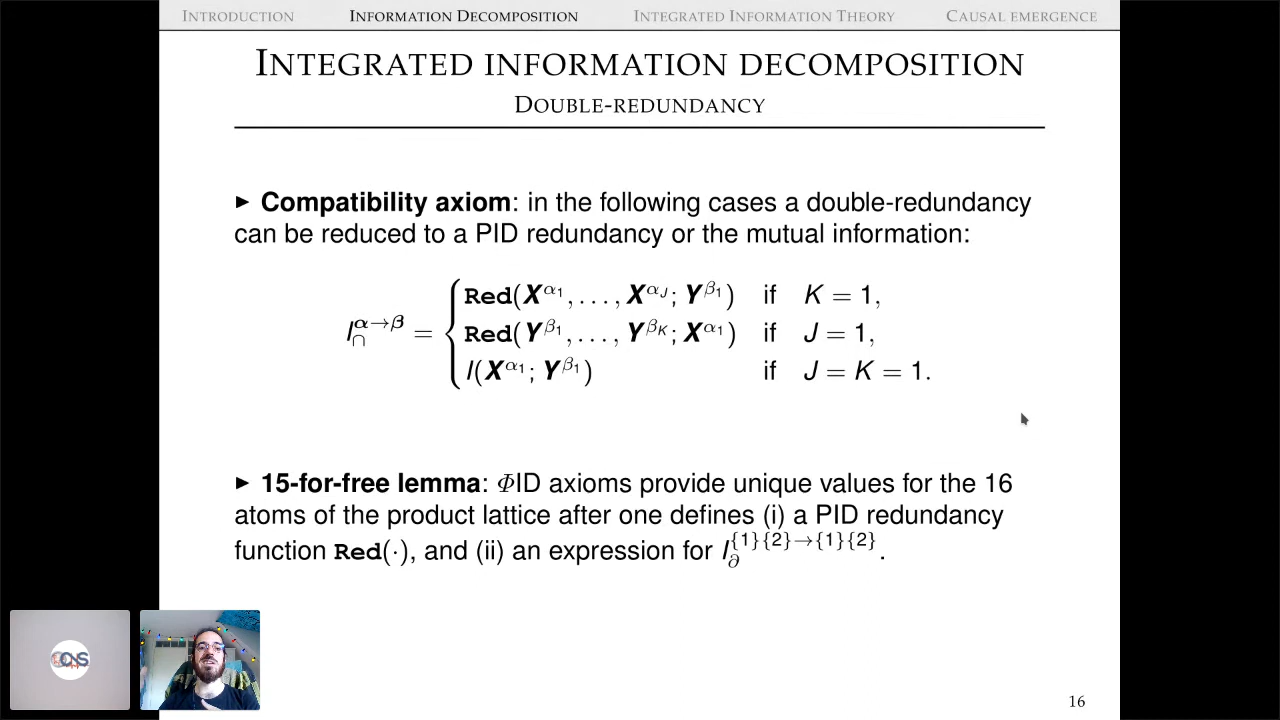 INTRODUCTION INFORMATION DECOMPOSITION INTEGRATED INFORMATION THEORY CAUSAL EMERGENCE
INTEGRATED INFORMATION DECOMPOSITION
DOUBLE-REDUNDANCY
► Compatibility axiom: in the following cases a double-redundancy
can be reduced to a PID redundancy or the mutual information:
Red(X^{α₁}, . . . , X^{α_J}; Y^{β₁}) if K = 1,
I_∩^{α→β} = { Red(Y^{β₁}, . . . , Y^{β_K}; X^{α₁}) if J = 1,
I(X^{α₁}; Y^{β₁}) if J = K = 1.
► 15-for-free lemma: ΦID axioms provide unique values for the 16
atoms of the product lattice after one defines (i) a PID redundancy
function Red(·), and (ii) an expression for I_∂^{{1}{2}→{1}{2}}.
16